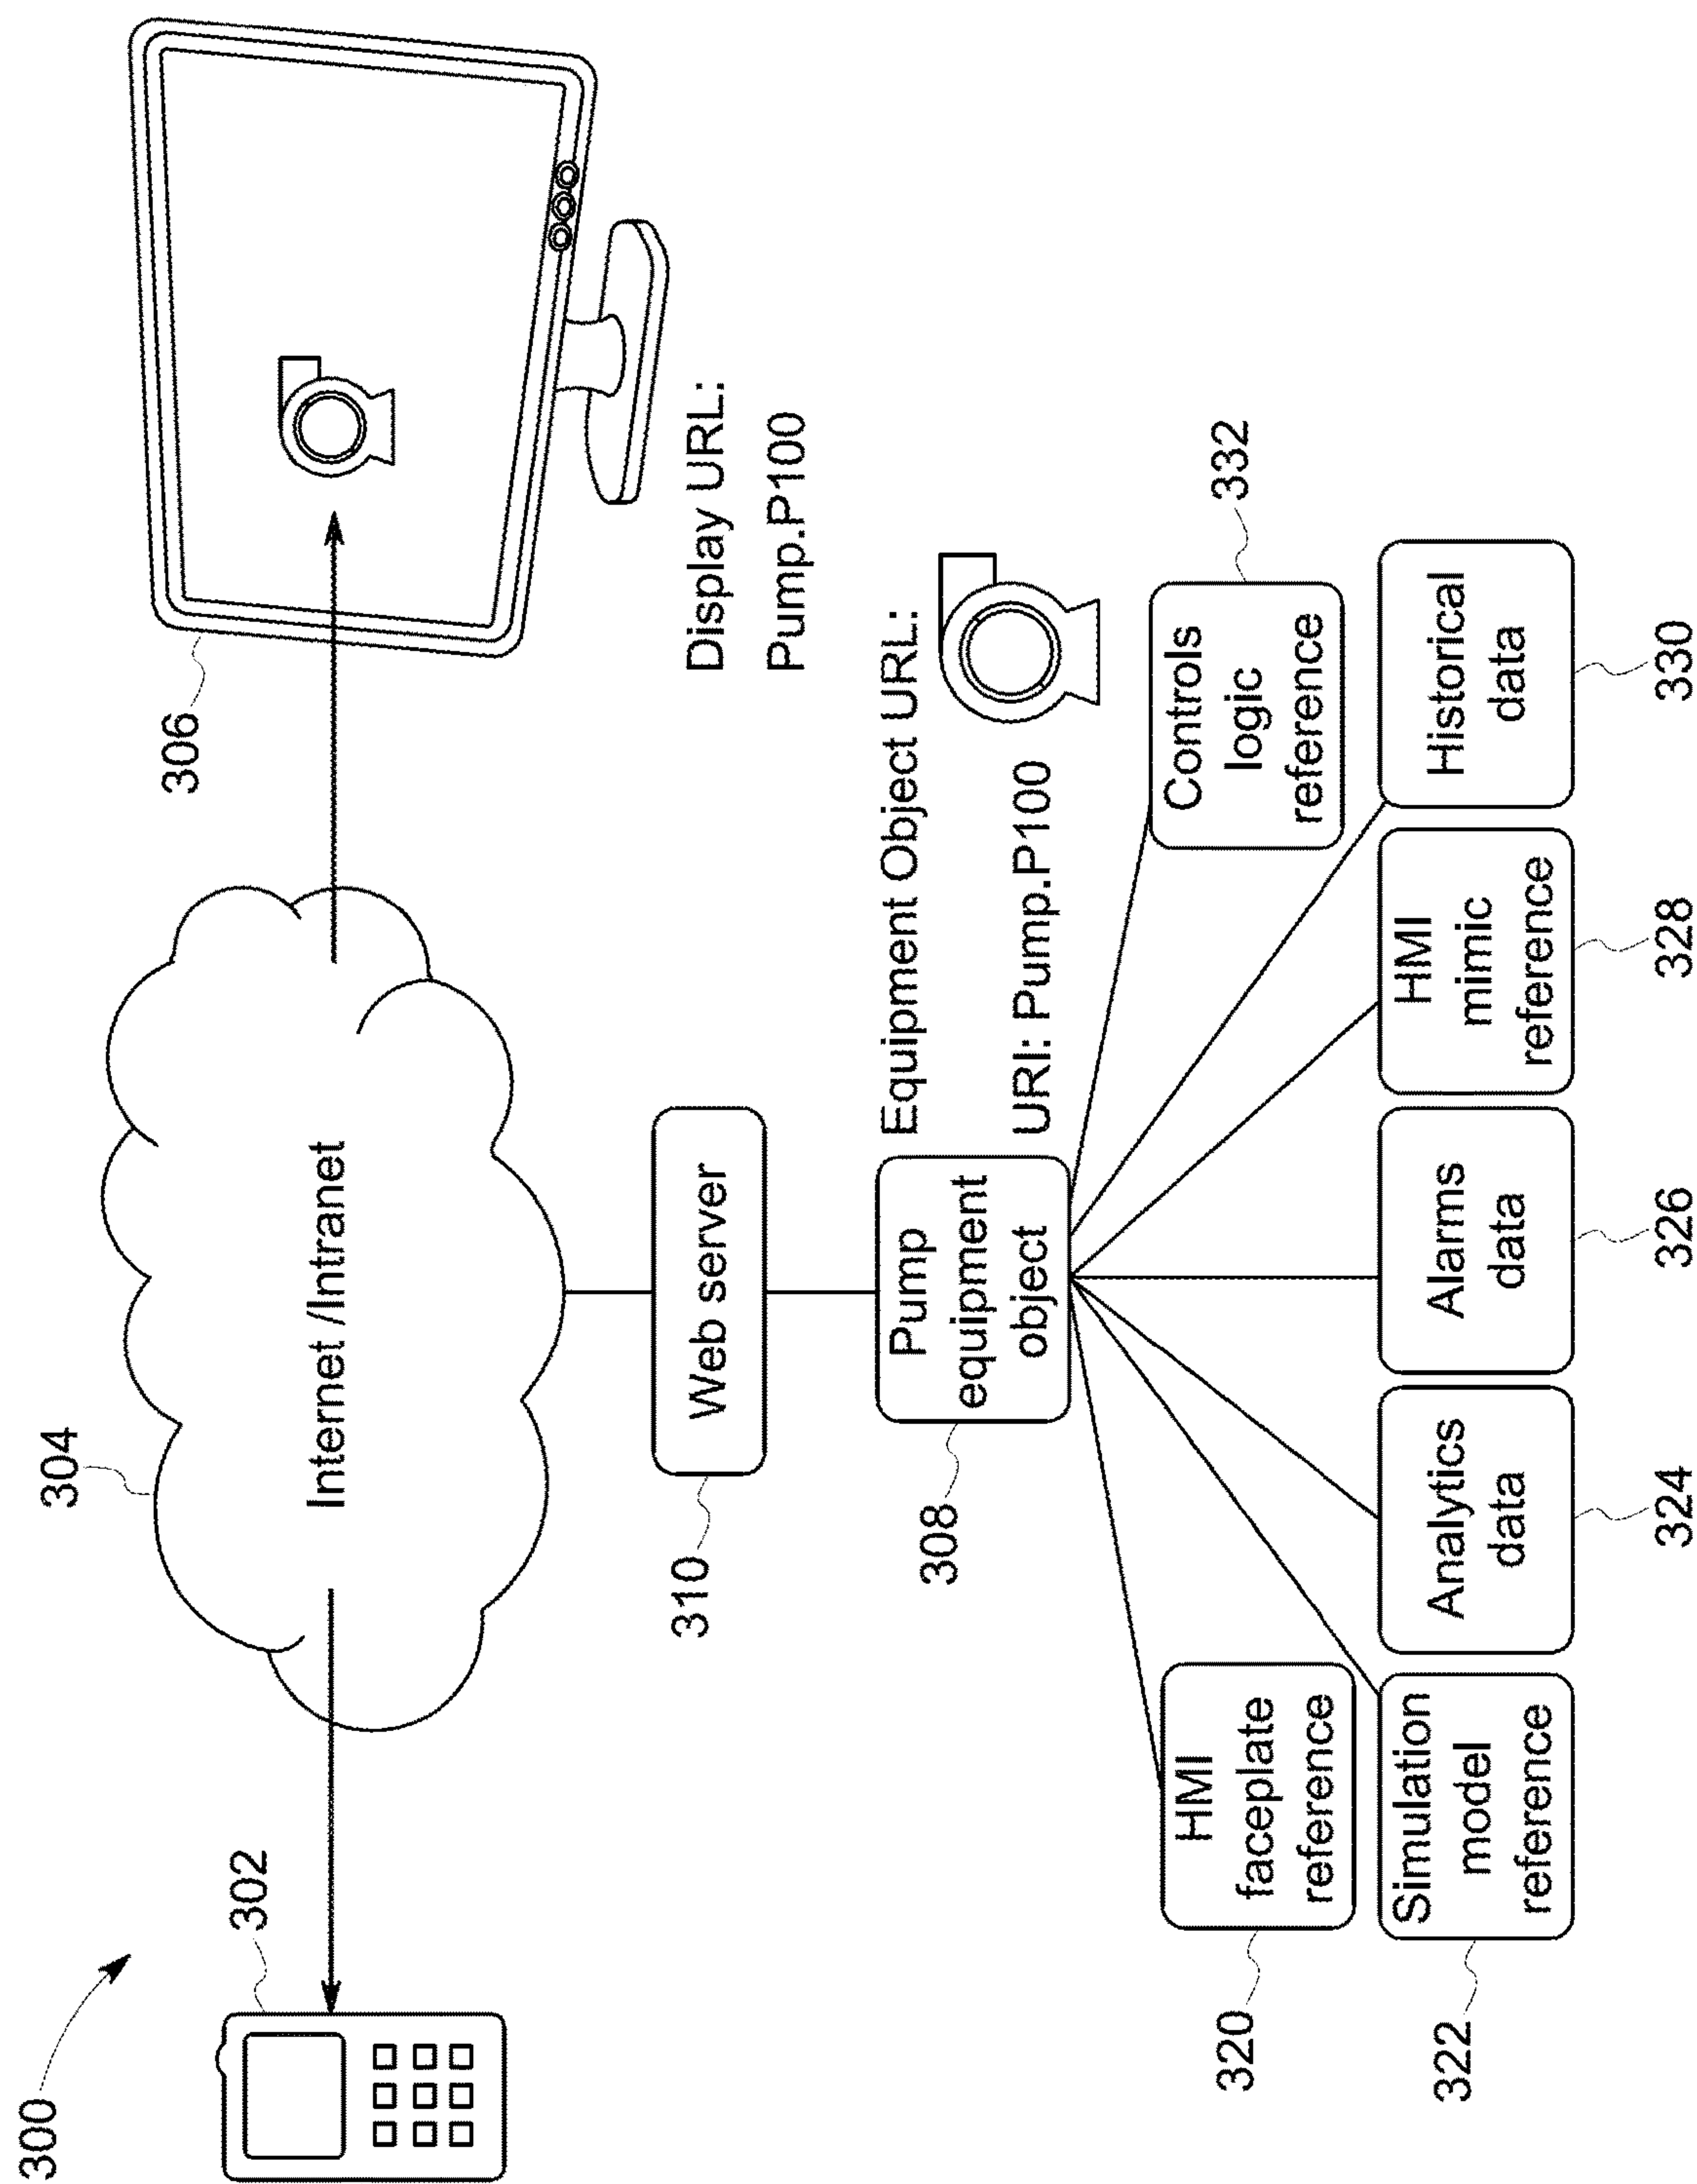 300
302
304
Internet /Intranet
306
Display URL:
Pump.P100
310
Web server
308
Pump
equipment
object
Equipment Object URL:
URI: Pump.P100
320
HMI
faceplate
reference
Controls
logic
reference
332
322
Simulation
model
reference
Analytics
data
Alarms
data
HMI
mimic
reference
Historical
data
324
326
328
330